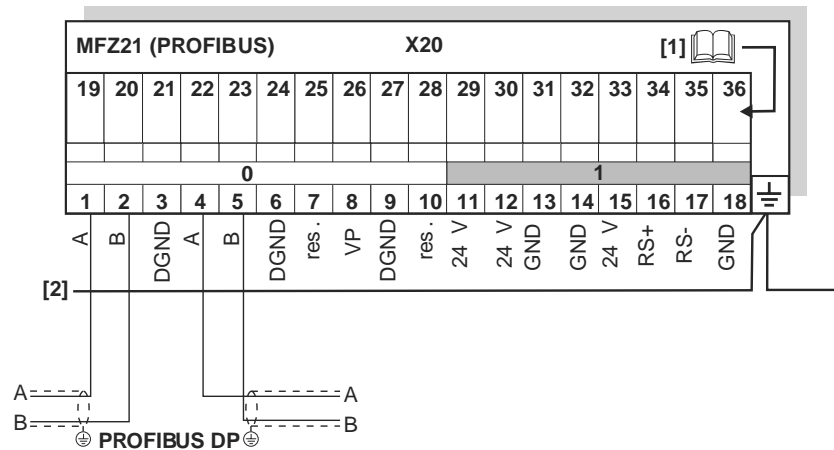 MFZ21 (PROFIBUS) X20 [1]
19 20 21 22 23 24 25 26 27 28 29 30 31 32 33 34 35 36
0 1
1 2 3 4 5 6 7 8 9 10 11 12 13 14 15 16 17 18
A B DGND A B DGND res. VP DGND res. 24 V 24 V GND GND 24 V RS+ RS- GND
[2]
A A
B B
PROFIBUS DP